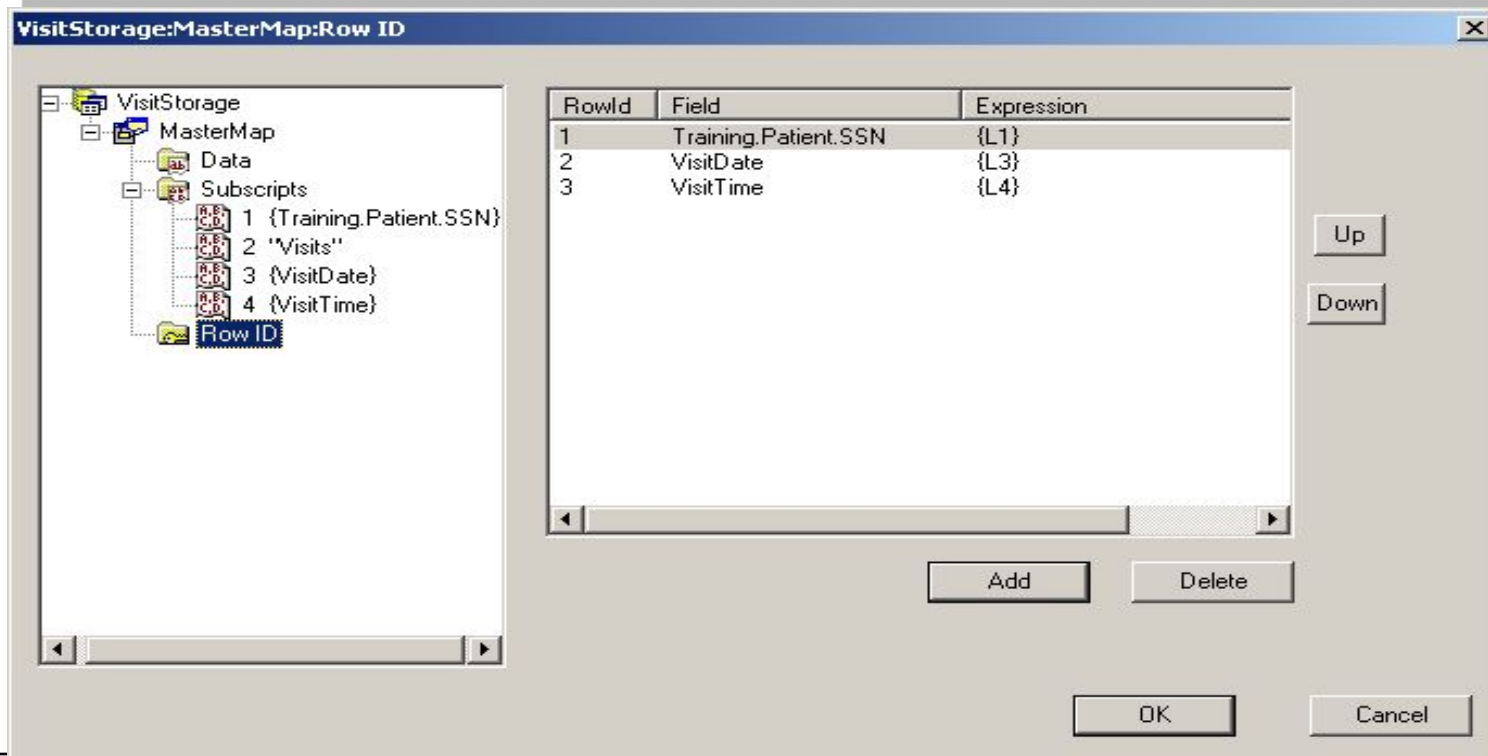 VisitStorage:MasterMap:Row ID
VisitStorage
MasterMap
Data
Subscripts
1 {Training.Patient.SSN}
2 "Visits"
3 {VisitDate}
4 {VisitTime}
Row ID
RowId Field Expression
1 Training.Patient.SSN {L1}
2 VisitDate {L3}
3 VisitTime {L4}
Up
Down
Add Delete
OK Cancel